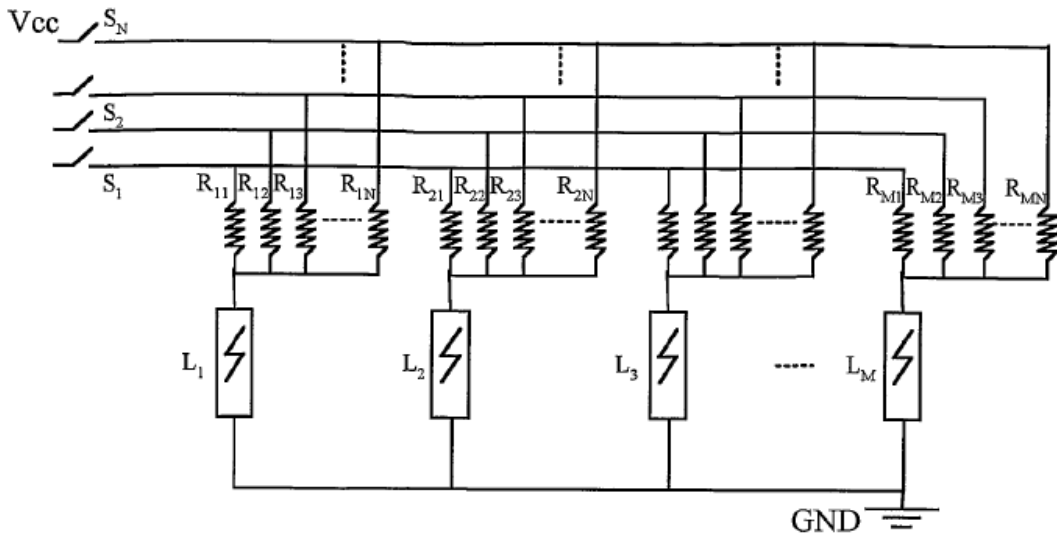 Vcc
S_N
S_2
S_1
R_11 R_12 R_13 R_1N R_21 R_22 R_23 R_2N R_M1 R_M2 R_M3 R_MN
L_1 L_2 L_3 L_M
GND